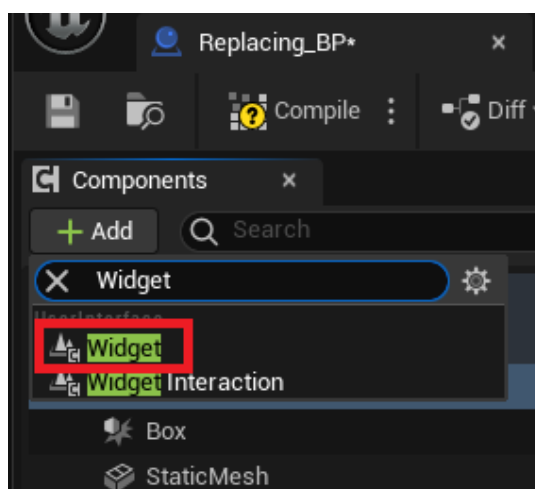 Replacing_BP*
Compile
Diff
Components
Add
Search
Widget
UserInterface
Widget
Widget Interaction
Box
StaticMesh